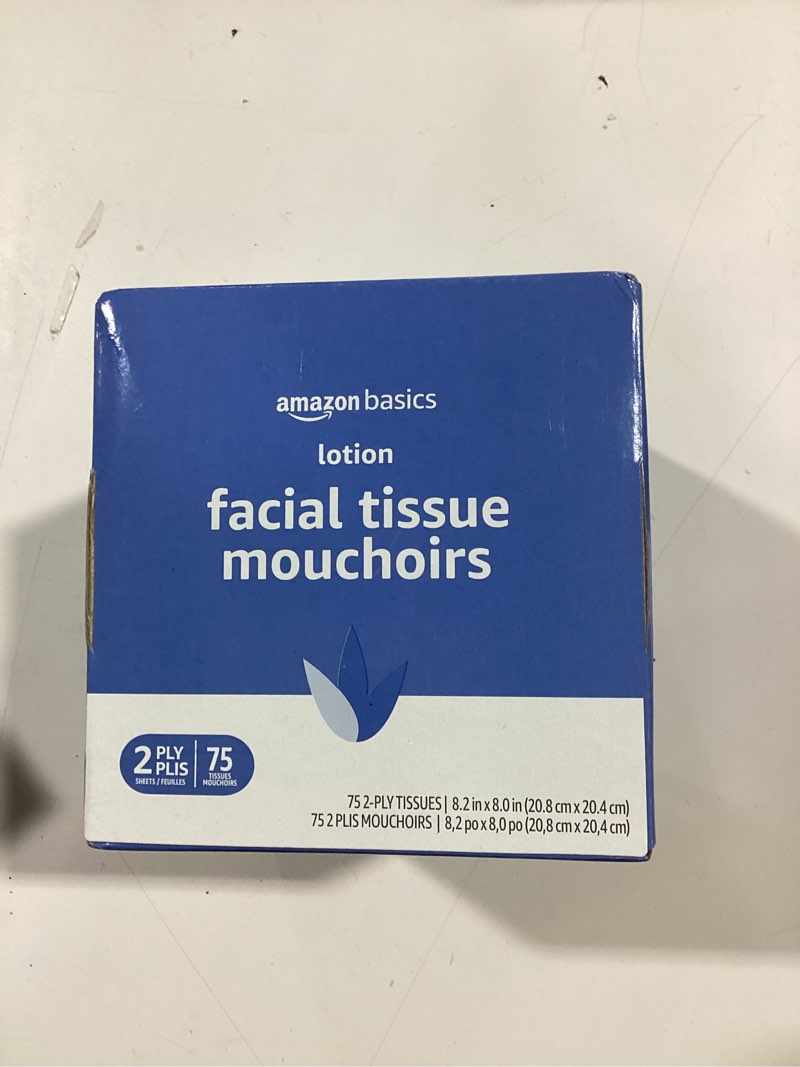 amazon basics
lotion
facial tissue
mouchoirs
2 PLY PLIS
SHEETS / FEUILLES
75
TISSUES
MOUCHOIRS
75 2-PLY TISSUES | 8.2 in x 8.0 in (20.8 cm x 20.4 cm)
75 2 PLIS MOUCHOIRS | 8,2 po x 8,0 po (20,8 cm x 20,4 cm)